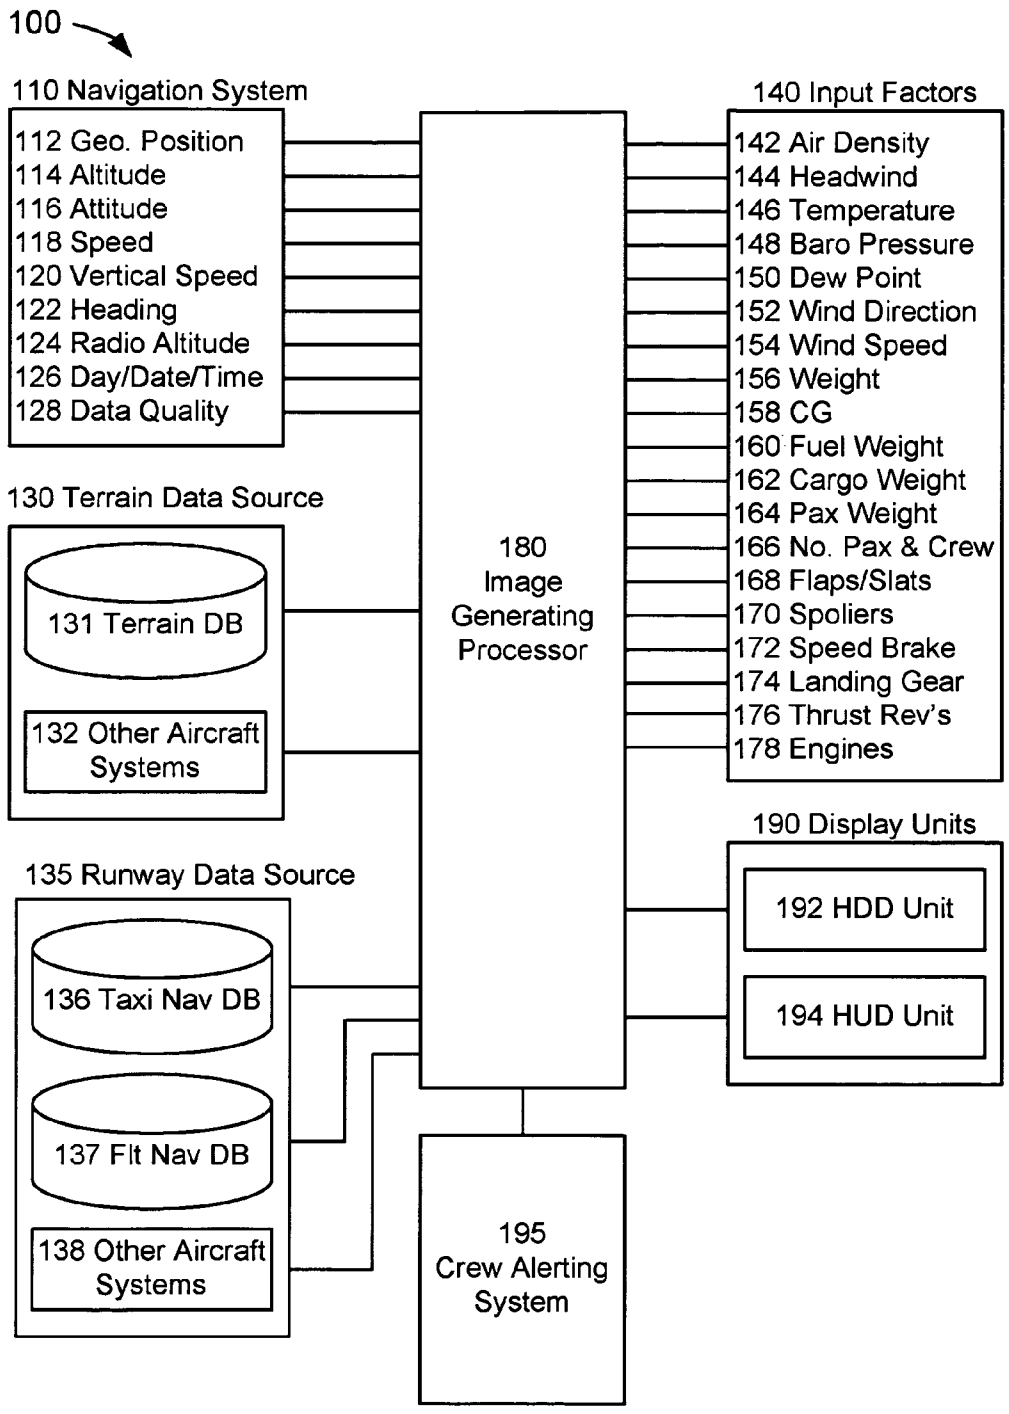 100
110 Navigation System
112 Geo. Position
114 Altitude
116 Attitude
118 Speed
120 Vertical Speed
122 Heading
124 Radio Altitude
126 Day/Date/Time
128 Data Quality
130 Terrain Data Source
131 Terrain DB
132 Other Aircraft
Systems
135 Runway Data Source
136 Taxi Nav DB
137 Flt Nav DB
138 Other Aircraft
Systems
180
Image
Generating
Processor
195
Crew Alerting
System
140 Input Factors
142 Air Density
144 Headwind
146 Temperature
148 Baro Pressure
150 Dew Point
152 Wind Direction
154 Wind Speed
156 Weight
158 CG
160 Fuel Weight
162 Cargo Weight
164 Pax Weight
166 No. Pax & Crew
168 Flaps/Slats
170 Spoliers
172 Speed Brake
174 Landing Gear
176 Thrust Rev's
178 Engines
190 Display Units
192 HDD Unit
194 HUD Unit